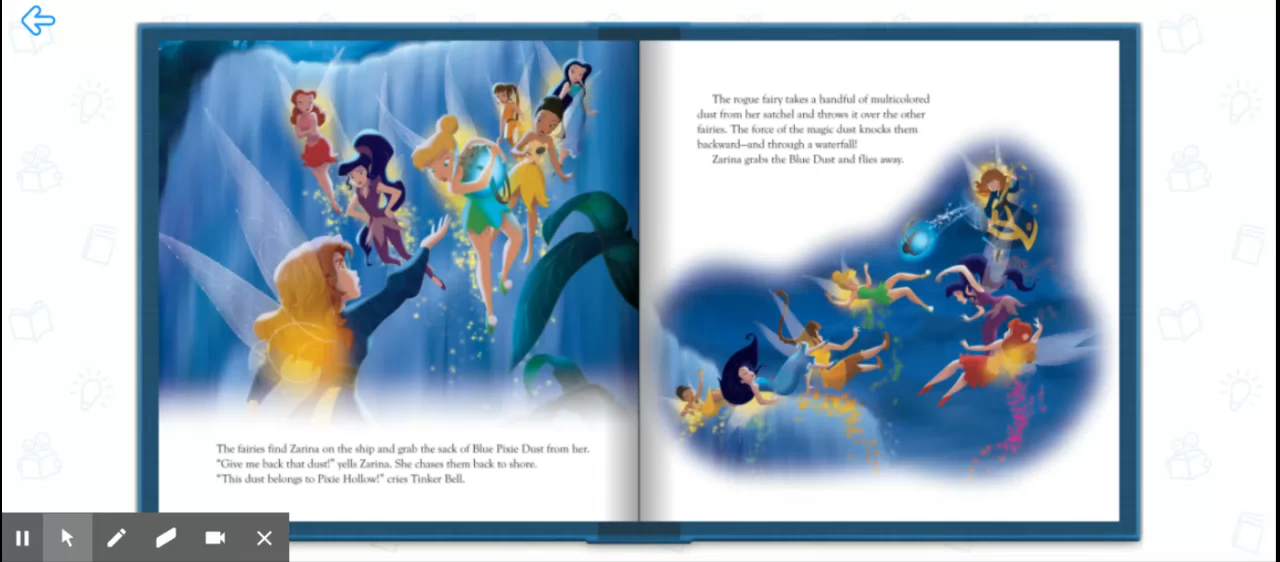 The fairies find Zarina on the ship and grab the sack of Blue Pixie Dust from her.
"Give me back that dust!" yells Zarina. She chases them back to shore.
"This dust belongs to Pixie Hollow!" cries Tinker Bell.
The rogue fairy takes a handful of multicolored
dust from her satchel and throws it over the other
fairies. The force of the magic dust knocks them
backward—and through a waterfall!
Zarina grabs the Blue Dust and flies away.